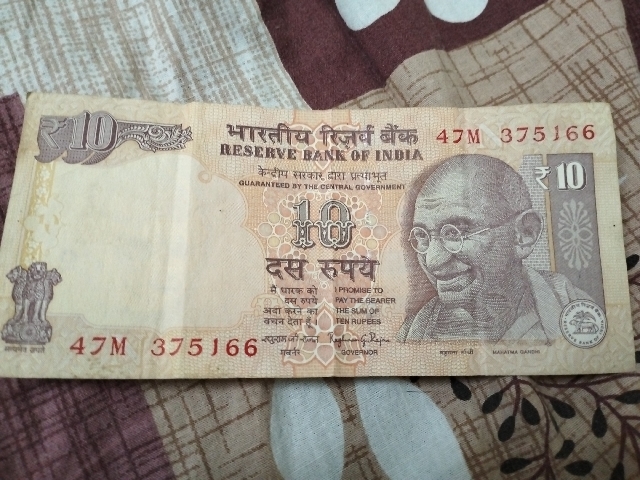 ₹10
भारतीय रिज़र्व बैंक
RESERVE BANK OF INDIA
47M 375166
केन्द्रीय सरकार द्वारा प्रत्याभूत
GUARANTEED BY THE CENTRAL GOVERNMENT
₹10
10
दस रुपये
मैं धारक को
दस रुपये
अदा करने का
वचन देता हूँ
I PROMISE TO
PAY THE BEARER
THE SUM OF
TEN RUPEES
47M 375166
Raghuram G. Rajan
गवर्नर
GOVERNOR
सत्यमेव जयते
महात्मा गाँधी
MAHATMA GANDHI